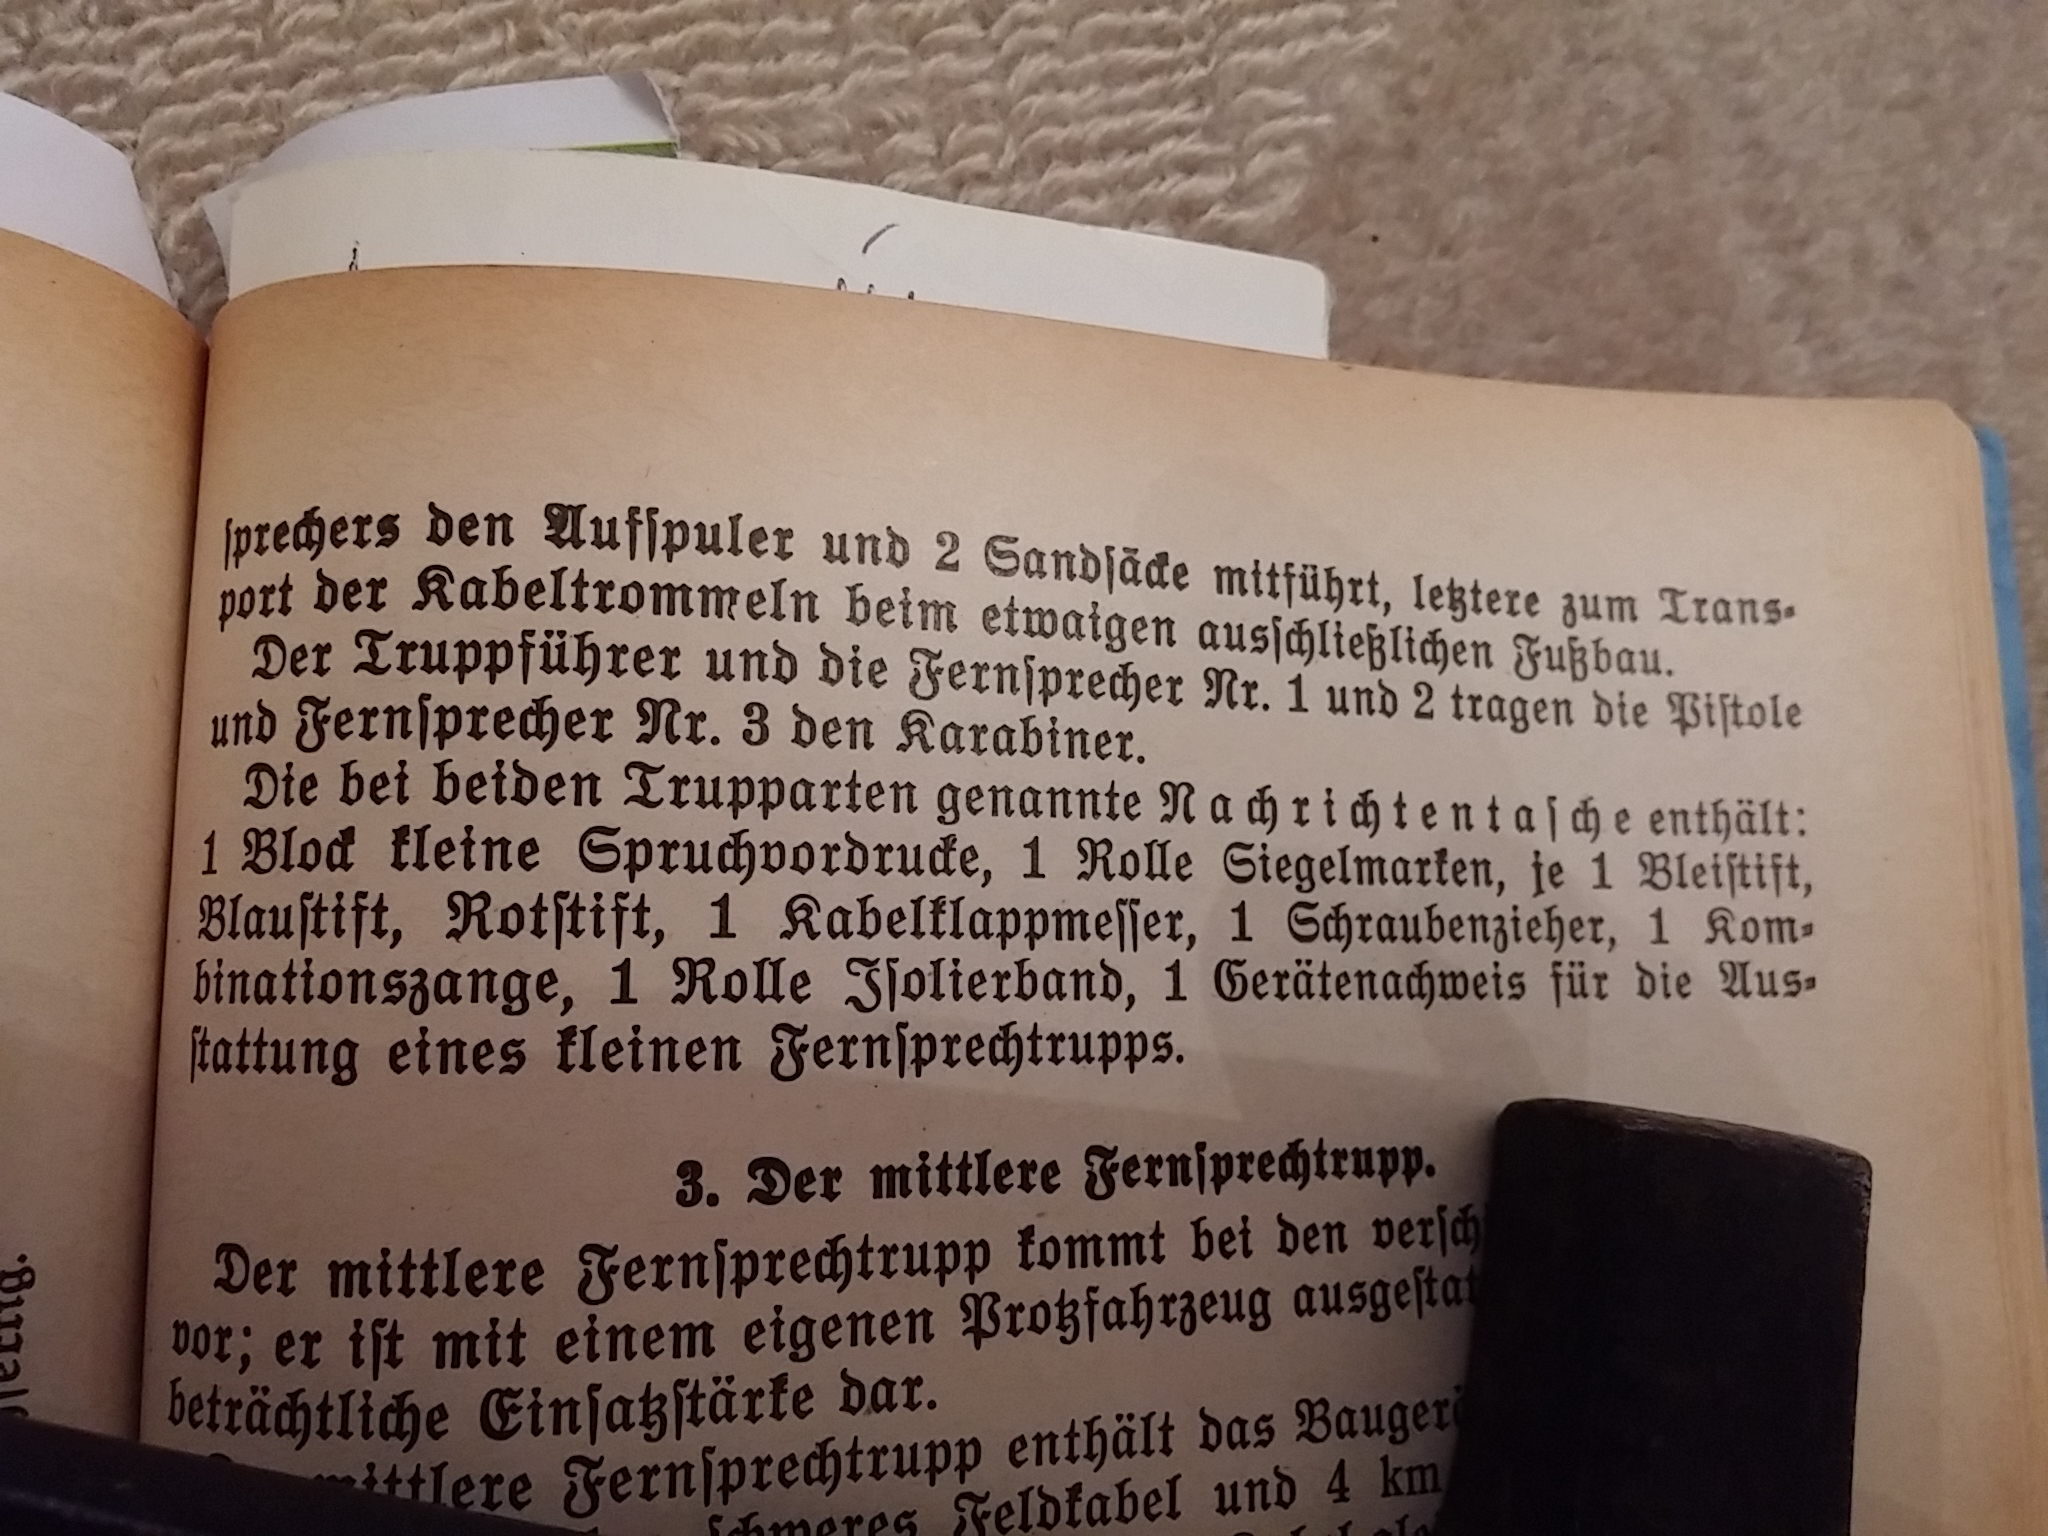 sprechers den Aufspuler und 2 Sandsäcke mitführt, letztere zum Trans-
port der Kabeltrommeln beim etwaigen ausschließlichen Fußbau.
Der Truppführer und die Fernsprecher Nr. 1 und 2 tragen die Pistole
und Fernsprecher Nr. 3 den Karabiner.
Die bei beiden Trupparten genannte Nachrichtentasche enthält:
1 Block kleine Spruchvordrucke, 1 Rolle Siegelmarken, je 1 Bleistift,
Blaustift, Rotstift, 1 Kabelklappmesser, 1 Schraubenzieher, 1 Kom-
binationszange, 1 Rolle Isolierband, 1 Gerätenachweis für die Aus-
stattung eines kleinen Fernsprechtrupps.
3. Der mittlere Fernsprechtrupp.
Der mittlere Fernsprechtrupp kommt bei den
vor; er ist mit einem eigenen Protzfahrzeug
beträchtliche Einsatzstärke dar.
mittlere Fernsprechtrupp enthält das
schweres Feldkabel und 4 km